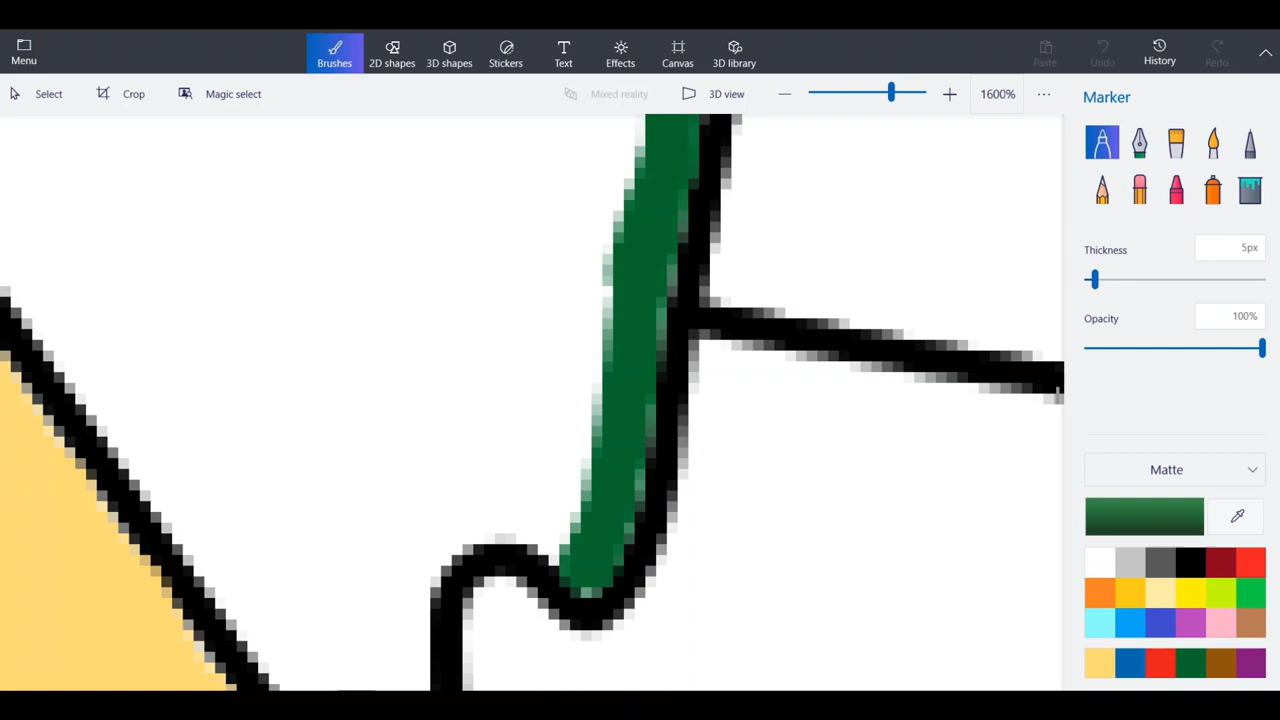 Menu
Brushes
2D shapes
3D shapes
Stickers
Text
Effects
Canvas
3D library
Paste
Undo
History
Redo
Select
Crop
Magic select
Mixed reality
3D view
1600%
Marker
Thickness
5px
Opacity
100%
Matte